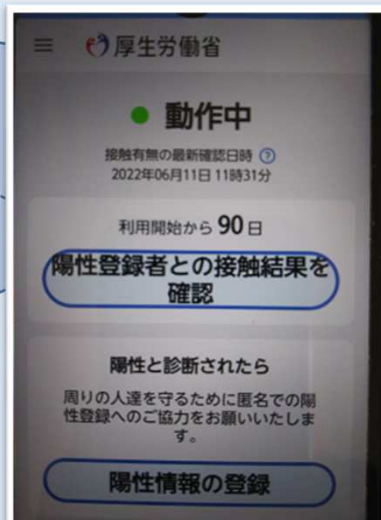 厚生労働省
動作中
接触有無の最新確認日時 ?
2022年06月11日 11時31分
利用開始から 90 日
陽性登録者との接触結果を
確認
陽性と診断されたら
周りの人達を守るために匿名での陽
性登録へのご協力をお願いいたしま
す。
陽性情報の登録